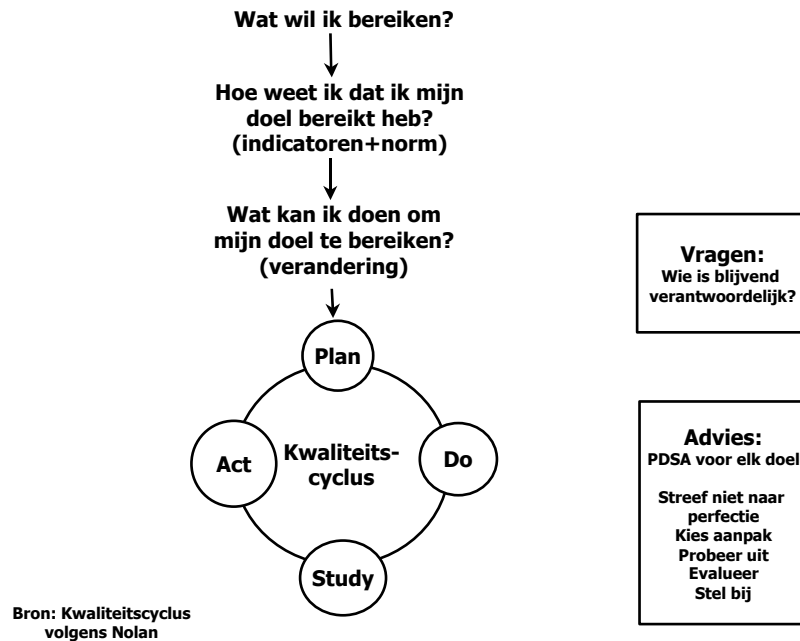 Wat wil ik bereiken?
Hoe weet ik dat ik mijn
doel bereikt heb?
(indicatoren+norm)
Wat kan ik doen om
mijn doel te bereiken?
(verandering)
Plan
Act
Kwaliteits-
cyclus
Do
Study
Vragen:
Wie is blijvend
verantwoordelijk?
Advies:
PDSA voor elk doel
Streef niet naar
perfectie
Kies aanpak
Probeer uit
Evalueer
Stel bij
Bron: Kwaliteitscyclus
volgens Nolan